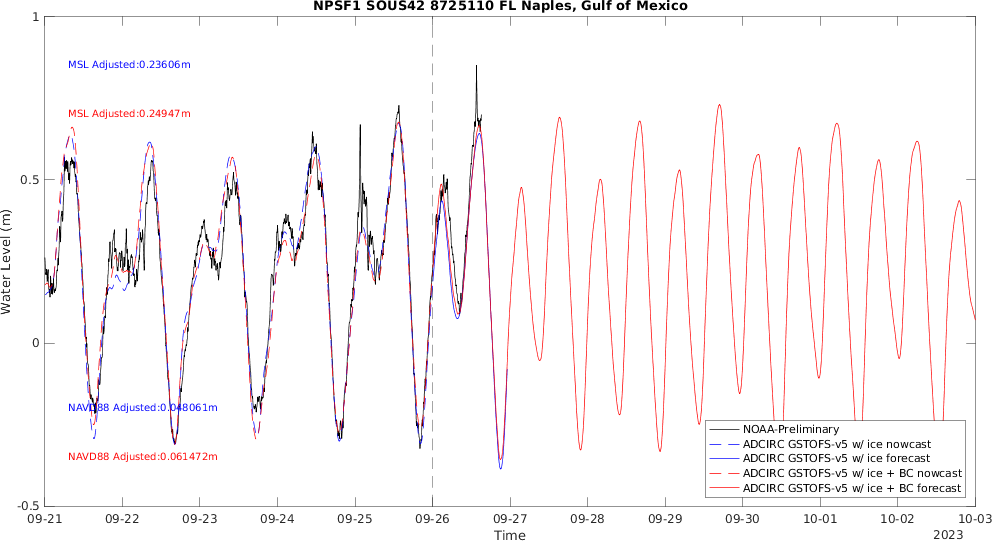 NPSF1 SOUS42 8725110 FL Naples, Gulf of Mexico
1
0.5
0
-0.5
Water Level (m)
MSL Adjusted:0.23606m
MSL Adjusted:0.24947m
NAVD88 Adjusted:0.048061m
NAVD88 Adjusted:0.061472m
NOAA-Preliminary
ADCIRC GSTOFS-v5 w/ ice nowcast
ADCIRC GSTOFS-v5 w/ ice forecast
ADCIRC GSTOFS-v5 w/ ice + BC nowcast
ADCIRC GSTOFS-v5 w/ ice + BC forecast
09-21 09-22 09-23 09-24 09-25 09-26 09-27 09-28 09-29 09-30 10-01 10-02 10-03
Time
2023